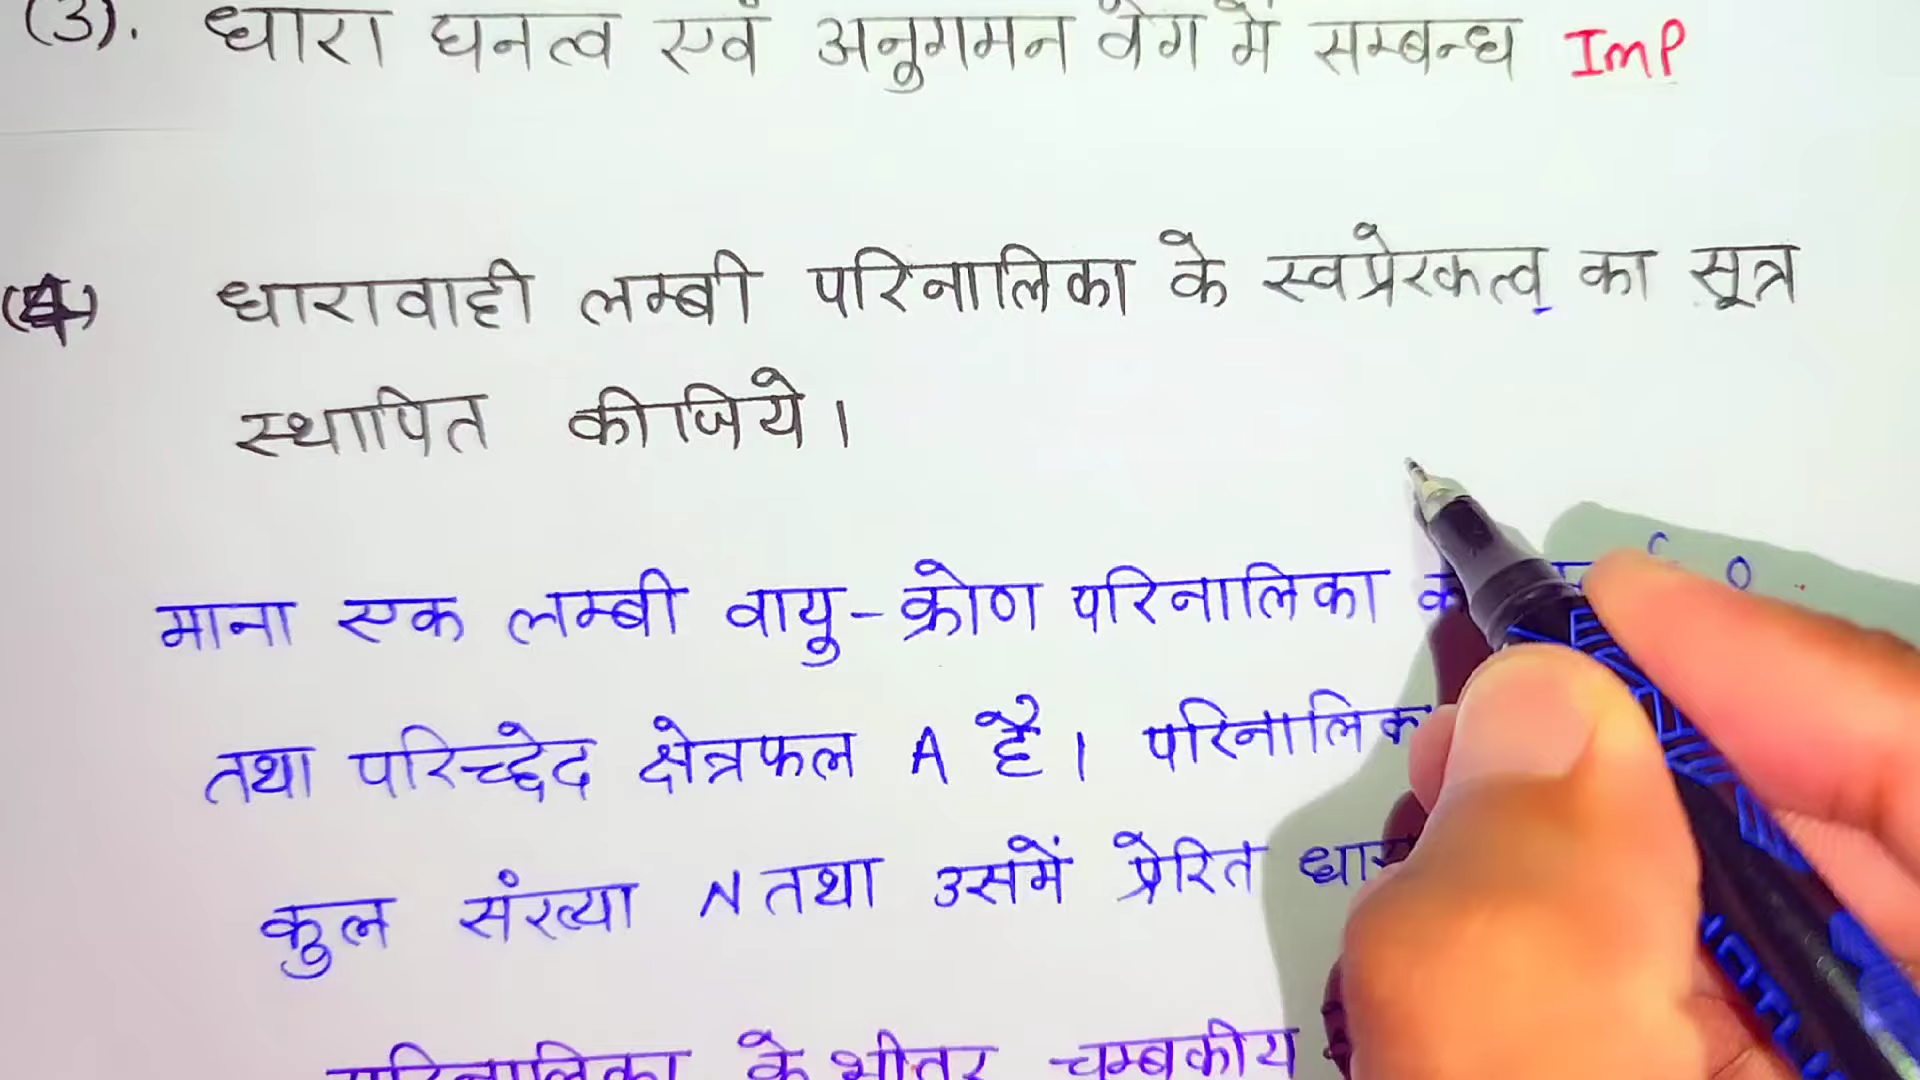 (3). धारा घनत्व एवं अनुगमन वेग में सम्बन्ध Imp
(4) धारावाही लम्बी परिनालिका के स्वप्रेरकत्व का सूत्र
स्थापित कीजिये।
माना एक लम्बी वायु-क्रोण परिनालिका
तथा परिच्छेद क्षेत्रफल A है। परिनालिक
कुल संख्या N तथा उसमें प्रेरित धार
परिनालिका के भीतर चम्बकीय